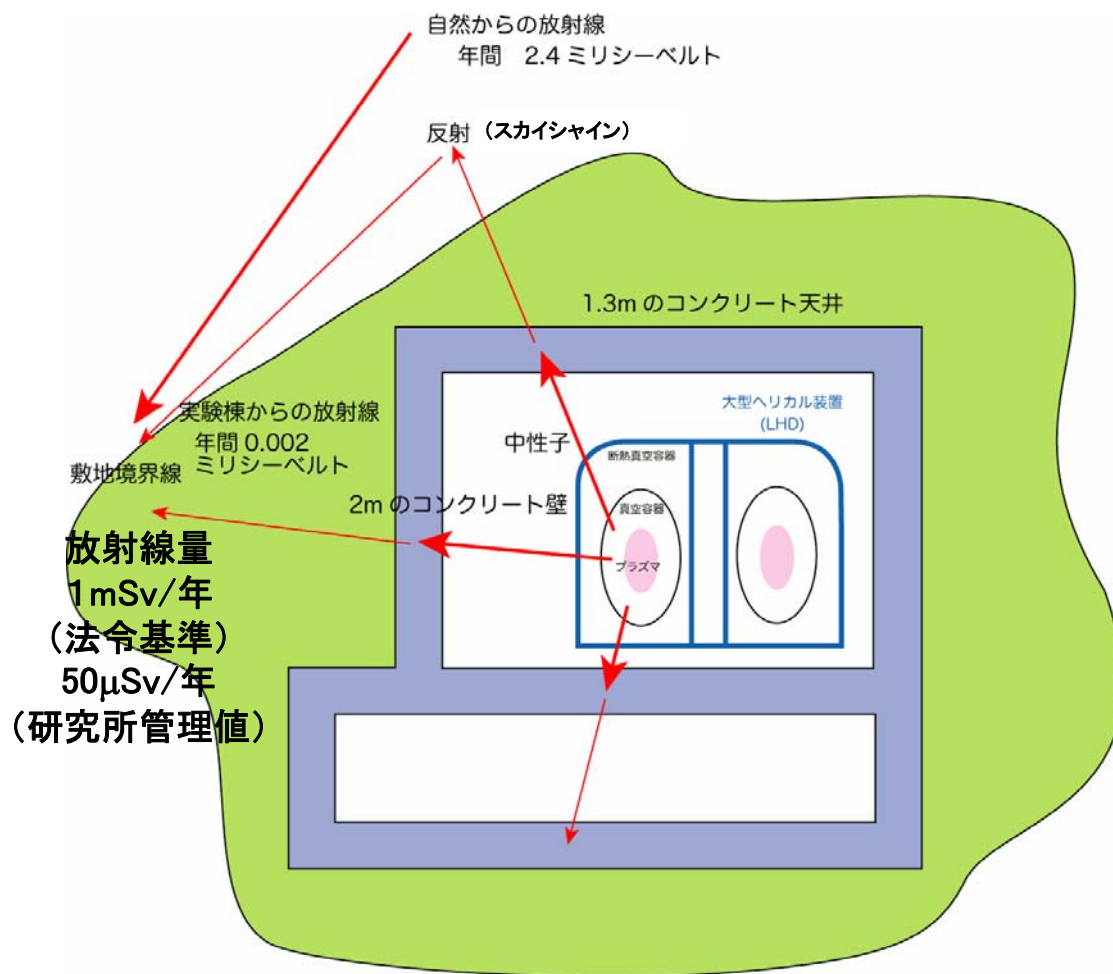 自然からの放射線
年間 2.4ミリシーベルト
反射 (スカイシャイン)
1.3m のコンクリート天井
大型ヘリカル装置
(LHD)
実験棟からの放射線
年間 0.002
ミリシーベルト
中性子
断熱真空容器
敷地境界線
2m のコンクリート壁
真空容器
プラズマ
放射線量
1mSv/年
(法令基準)
50μSv/年
(研究所管理値)